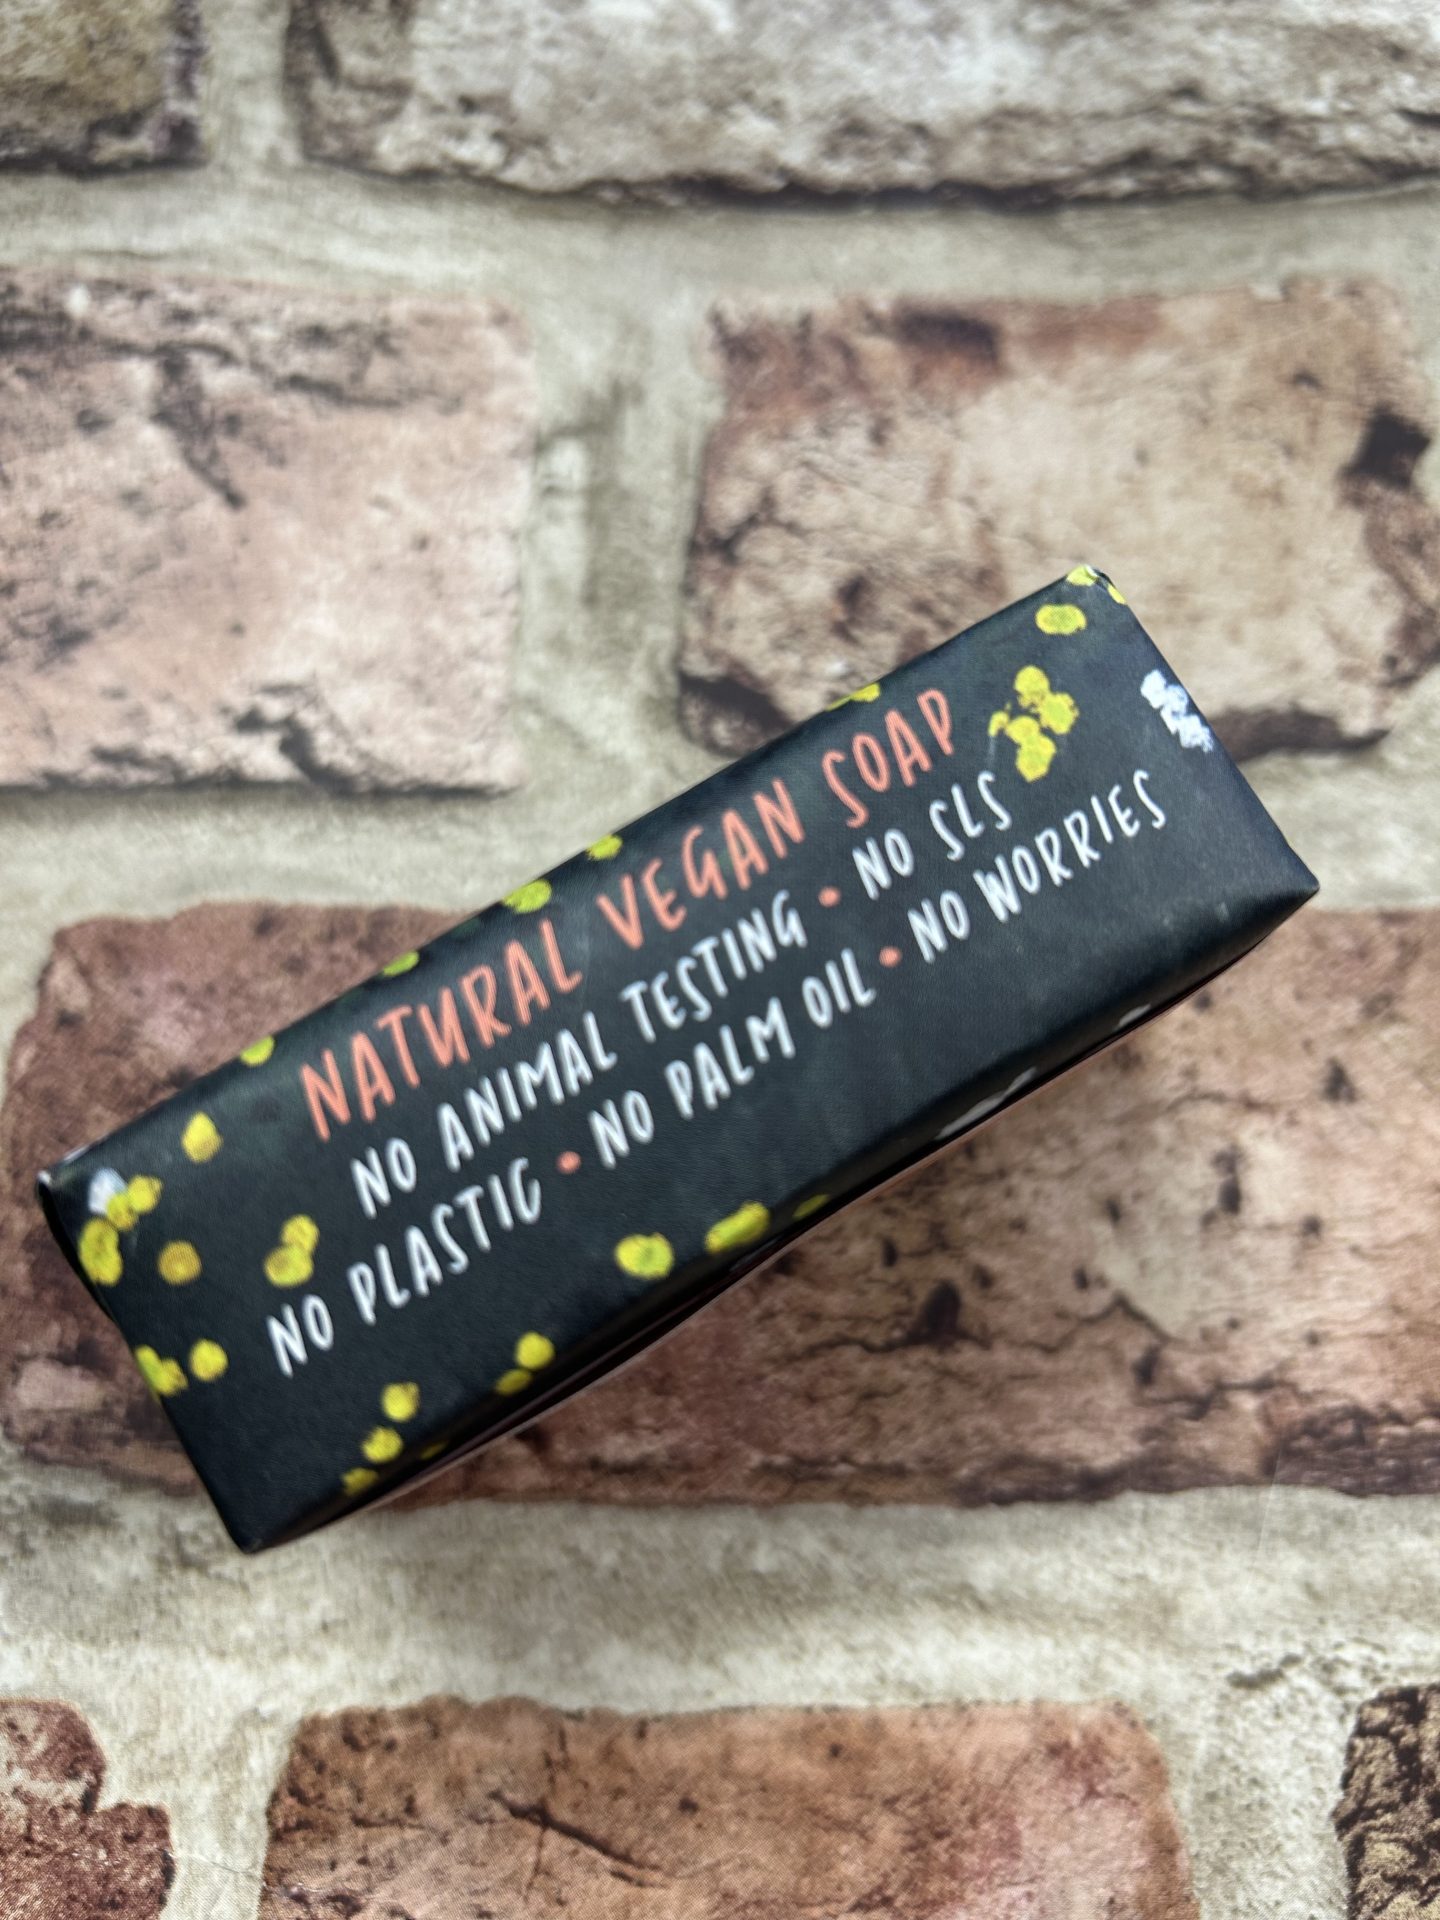 NATURAL VEGAN SOAP
NO ANIMAL TESTING • NO SLS
NO PLASTIC • NO PALM OIL • NO WORRIES